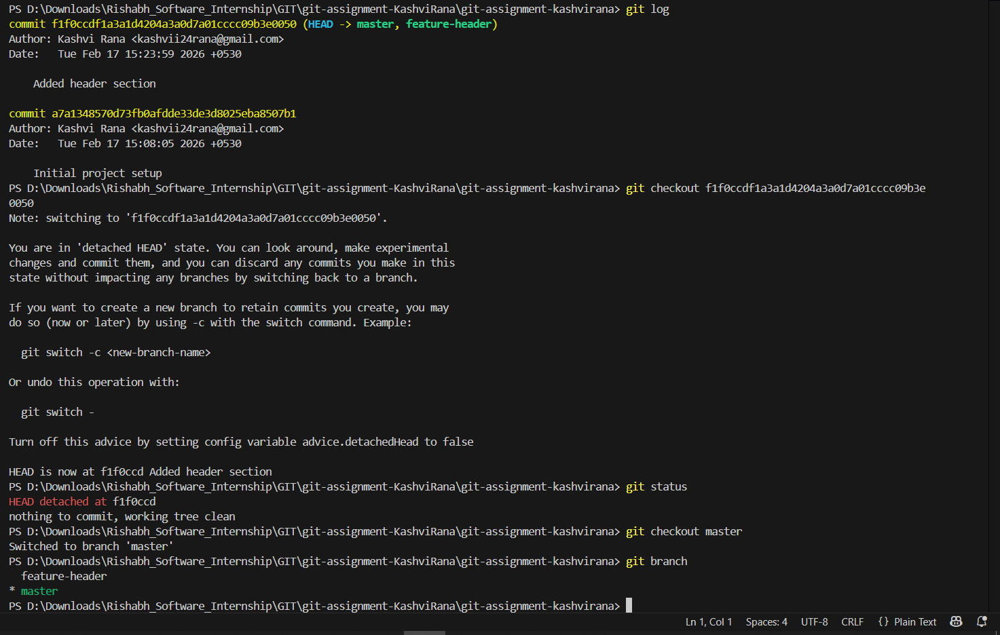 PS D:\Downloads\Rishabh_Software_Internship\GIT\git-assignment-KashviRana\git-assignment-kashvirana> git log
commit f1f0ccdf1a3a1d4204a3a0d7a01cccc09b3e0050 (HEAD -> master, feature-header)
Author: Kashvi Rana <kashvii24rana@gmail.com>
Date:   Tue Feb 17 15:23:59 2026 +0530
    Added header section
commit a7a1348570d73fb0afdde33de3d8025eba8507b1
Author: Kashvi Rana <kashvii24rana@gmail.com>
Date:   Tue Feb 17 15:08:05 2026 +0530
    Initial project setup
PS D:\Downloads\Rishabh_Software_Internship\GIT\git-assignment-KashviRana\git-assignment-kashvirana> git checkout f1f0ccdf1a3a1d4204a3a0d7a01cccc09b3e
0050
Note: switching to 'f1f0ccdf1a3a1d4204a3a0d7a01cccc09b3e0050'.
You are in 'detached HEAD' state. You can look around, make experimental
changes and commit them, and you can discard any commits you make in this
state without impacting any branches by switching back to a branch.
If you want to create a new branch to retain commits you create, you may
do so (now or later) by using -c with the switch command. Example:
  git switch -c <new-branch-name>
Or undo this operation with:
  git switch -
Turn off this advice by setting config variable advice.detachedHead to false
HEAD is now at f1f0ccd Added header section
PS D:\Downloads\Rishabh_Software_Internship\GIT\git-assignment-KashviRana\git-assignment-kashvirana> git status
HEAD detached at f1f0ccd
nothing to commit, working tree clean
PS D:\Downloads\Rishabh_Software_Internship\GIT\git-assignment-KashviRana\git-assignment-kashvirana> git checkout master
Switched to branch 'master'
PS D:\Downloads\Rishabh_Software_Internship\GIT\git-assignment-KashviRana\git-assignment-kashvirana> git branch
  feature-header
* master
PS D:\Downloads\Rishabh_Software_Internship\GIT\git-assignment-KashviRana\git-assignment-kashvirana>
Ln 1, Col 1 Spaces: 4 UTF-8 CRLF {} Plain Text